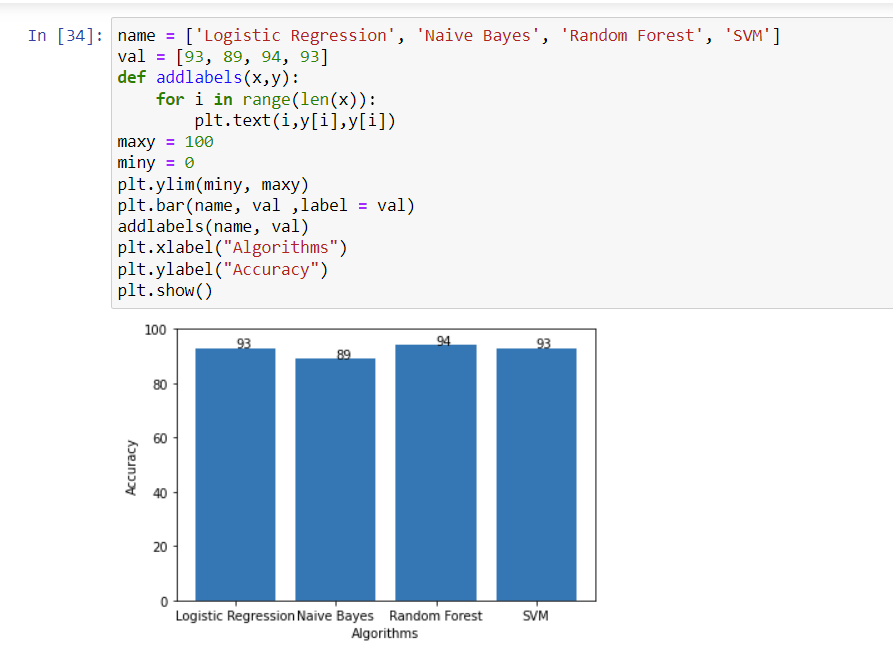 In [34]: name = ['Logistic Regression', 'Naive Bayes', 'Random Forest', 'SVM']
val = [93, 89, 94, 93]
def addlabels(x,y):
    for i in range(len(x)):
        plt.text(i,y[i],y[i])
maxy = 100
miny = 0
plt.ylim(miny, maxy)
plt.bar(name, val ,label = val)
addlabels(name, val)
plt.xlabel("Algorithms")
plt.ylabel("Accuracy")
plt.show()
100
93 89 94 93
80
60
Accuracy
40
20
0
Logistic Regression Naive Bayes Random Forest SVM
Algorithms